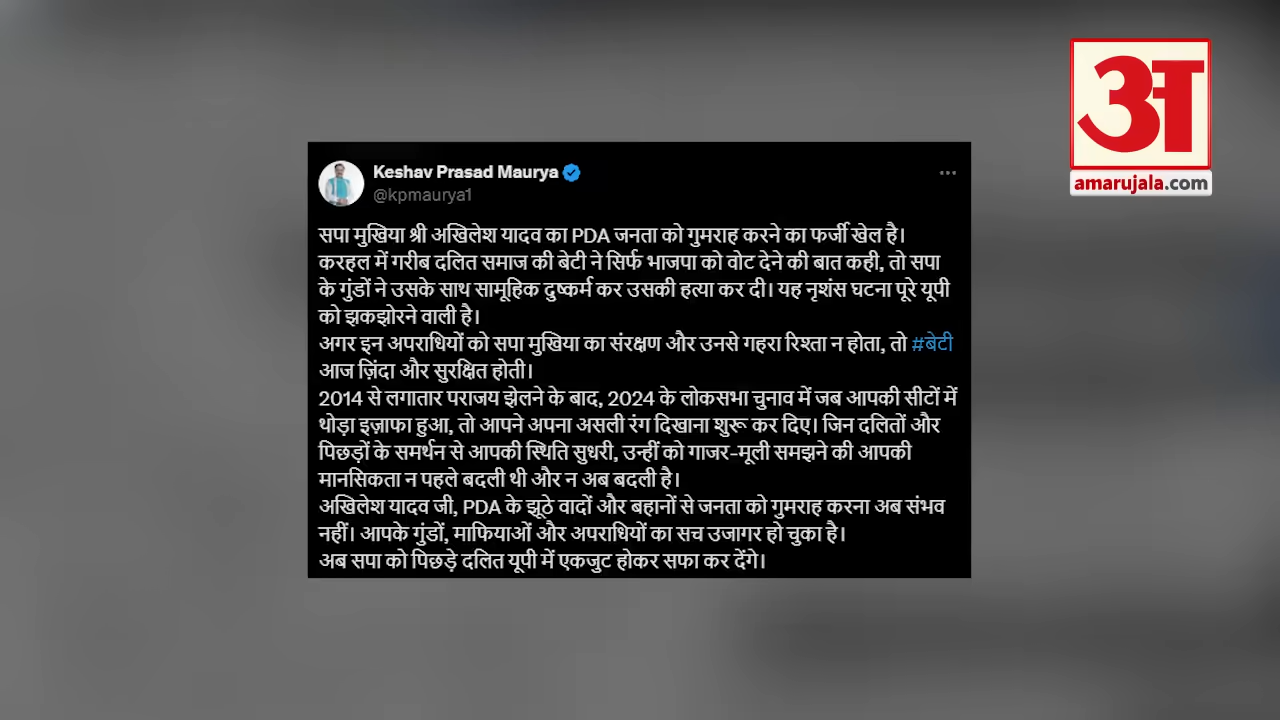 अ
amarujala.com
Keshav Prasad Maurya
@kpmaurya1
सपा मुखिया श्री अखिलेश यादव का PDA जनता को गुमराह करने का फर्जी खेल है।
करहल में गरीब दलित समाज की बेटी ने सिर्फ भाजपा को वोट देने की बात कही, तो सपा
के गुंडों ने उसके साथ सामूहिक दुष्कर्म कर उसकी हत्या कर दी। यह नृशंस घटना पूरे यूपी
को झकझोरने वाली है।
अगर इन अपराधियों को सपा मुखिया का संरक्षण और उनसे गहरा रिश्ता न होता, तो #बेटी
आज ज़िंदा और सुरक्षित होती।
2014 से लगातार पराजय झेलने के बाद, 2024 के लोकसभा चुनाव में जब आपकी सीटों में
थोड़ा इज़ाफा हुआ, तो आपने अपना असली रंग दिखाना शुरू कर दिए। जिन दलितों और
पिछड़ों के समर्थन से आपकी स्थिति सुधरी, उन्हीं को गाजर-मूली समझने की आपकी
मानसिकता न पहले बदली थी और न अब बदली है।
अखिलेश यादव जी, PDA के झूठे वादों और बहानों से जनता को गुमराह करना अब संभव
नहीं। आपके गुंडों, माफियाओं और अपराधियों का सच उजागर हो चुका है।
अब सपा को पिछड़े दलित यूपी में एकजुट होकर सफा कर देंगे।